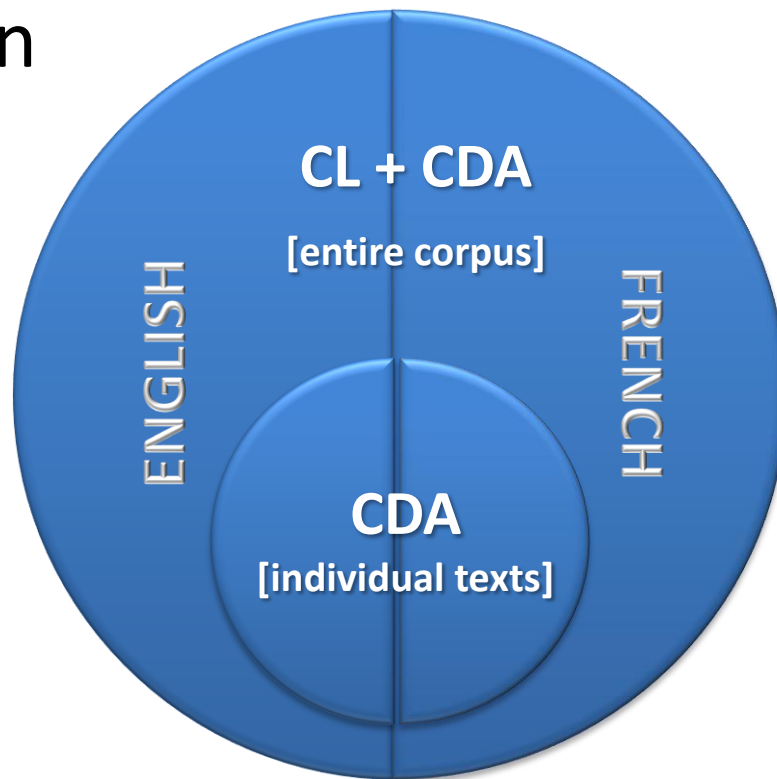 n
CL + CDA
[entire corpus]
ENGLISH
FRENCH
CDA
[individual texts]